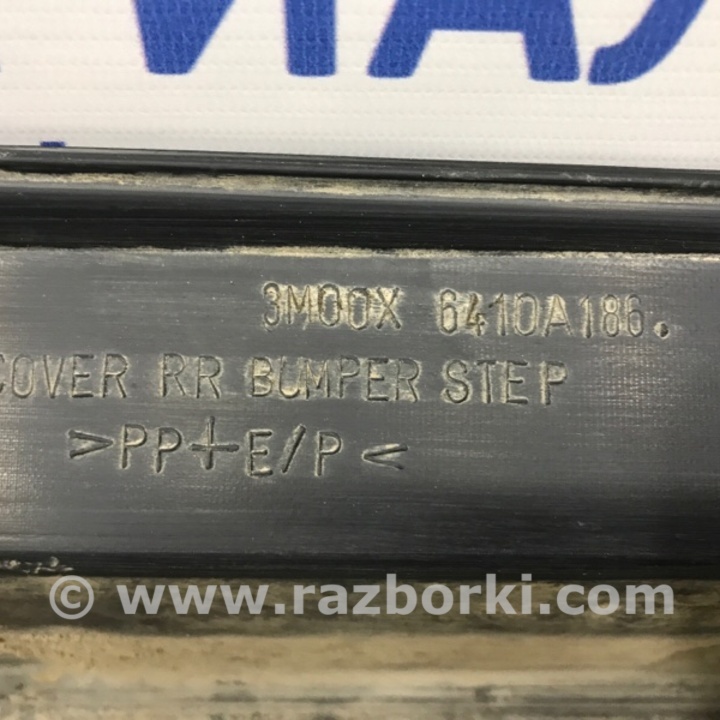 3M00X 6410A186.
COVER RR BUMPER STEP
>PP+E/P<
© www.razborki.com